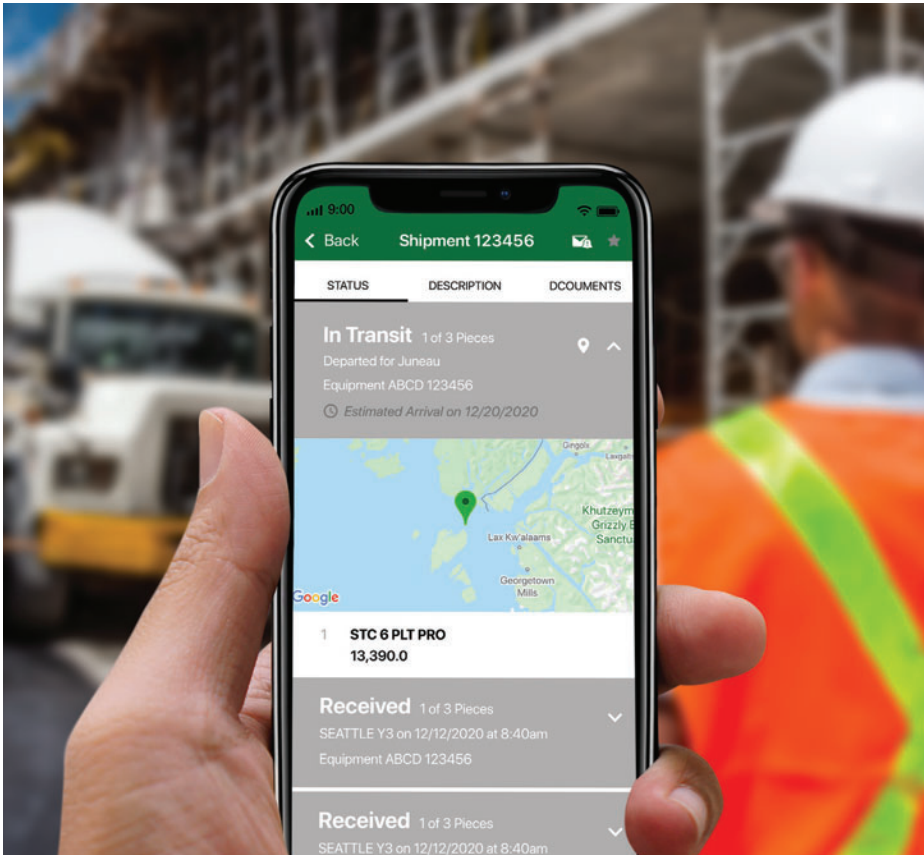 9:00
Back Shipment 123456
STATUS DESCRIPTION DCOUMENTS
In Transit 1 of 3 Pieces
Departed for Juneau
Equipment ABCD 123456
Estimated Arrival on 12/20/2020
Gingolx
Khutzeym
Grizzly
Lax Kw'alaams
Sanctu
Georgetown
Mills
Google
1 STC 6 PLT PRO
13,390.0
Received 1 of 3 Pieces
SEATTLE Y3 on 12/12/2020 at 8:40am
Equipment ABCD 123456
Received 1 of 3 Pieces
SEATTLE Y3 on 12/12/2020 at 8:40am